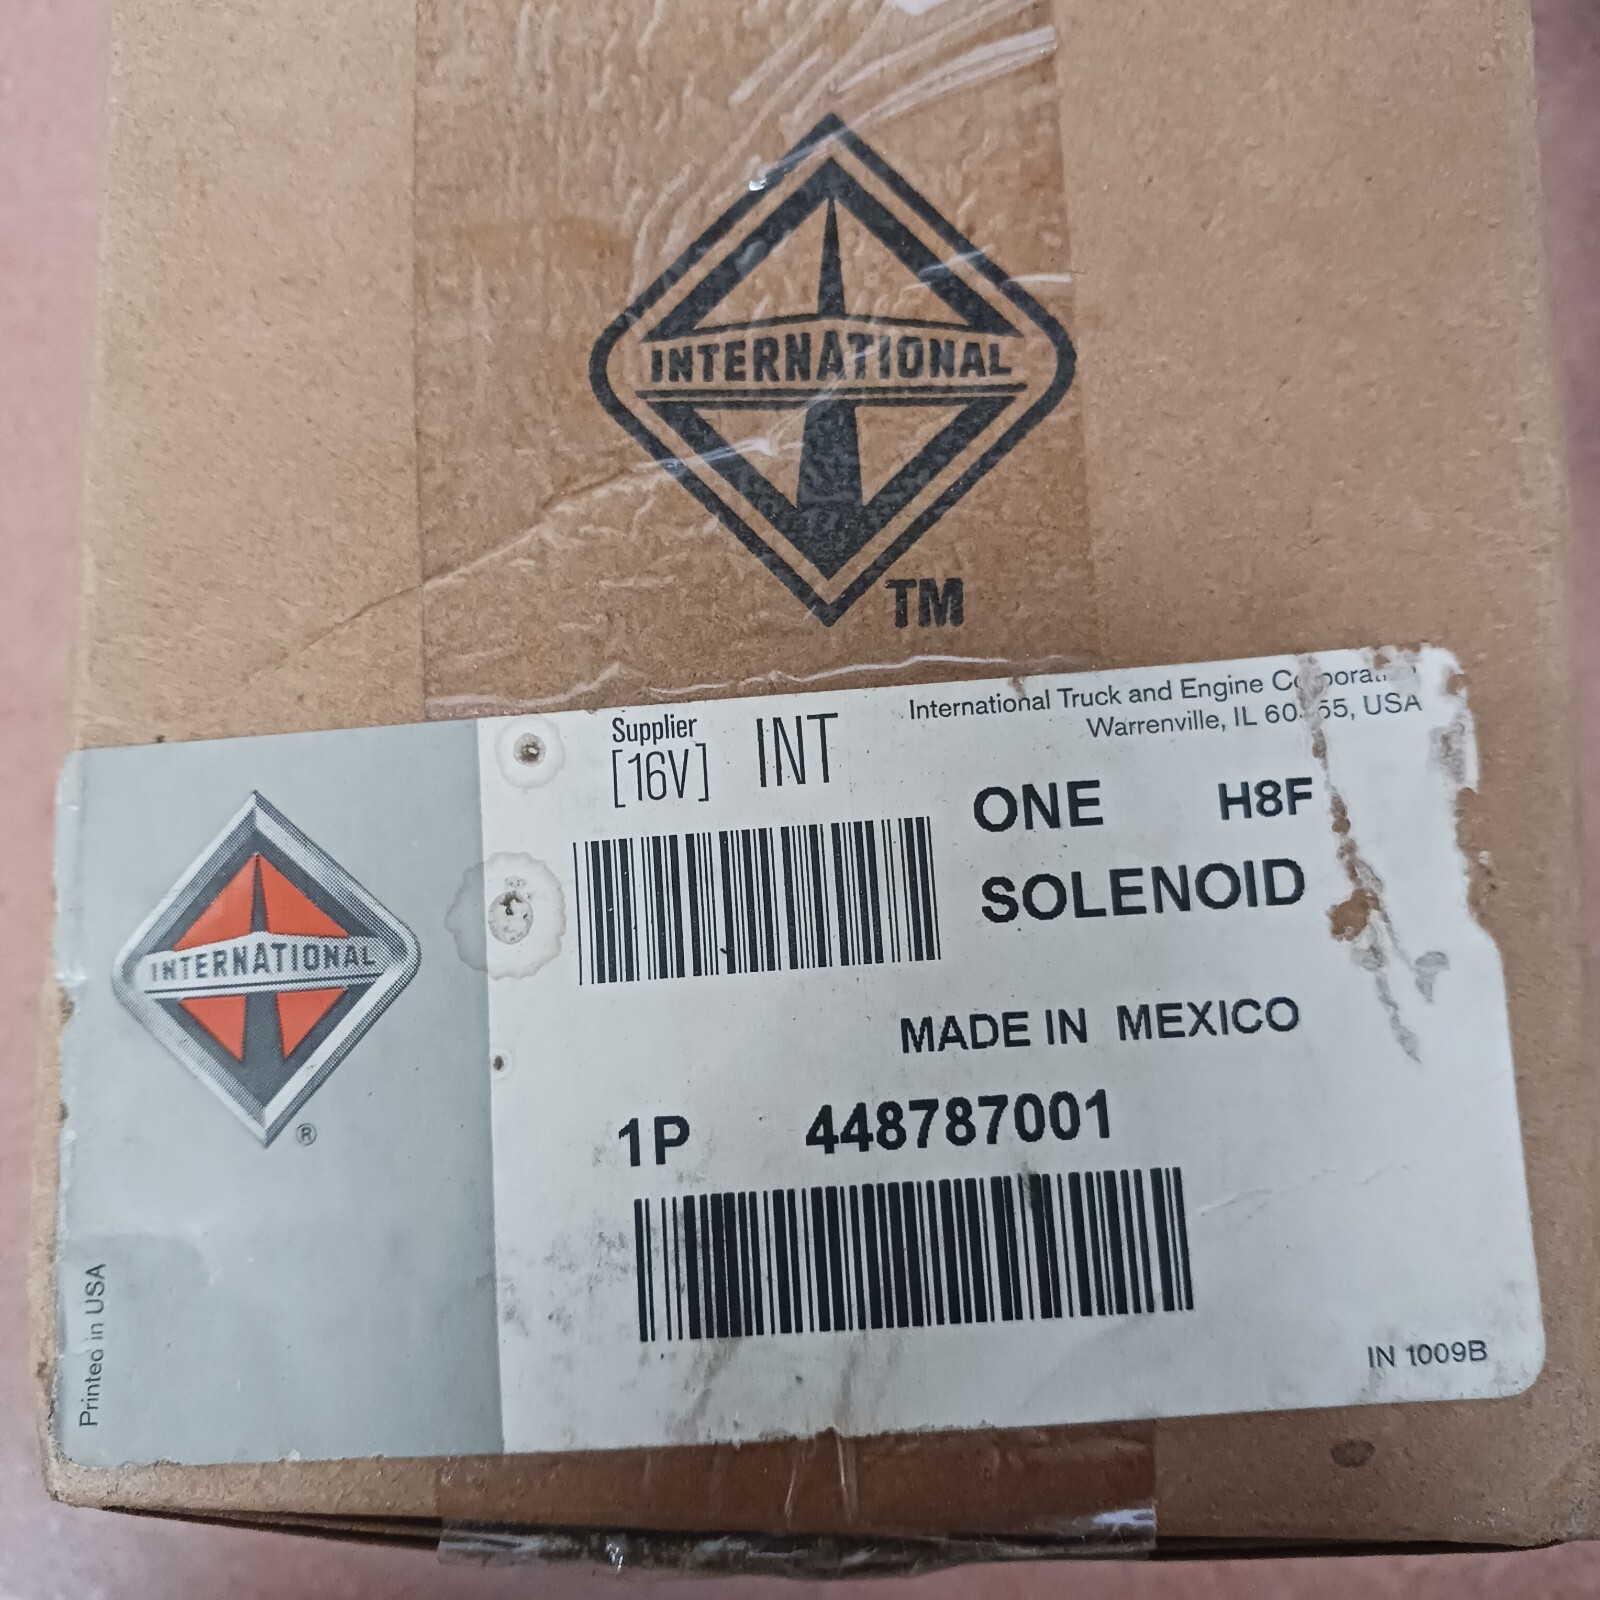 INTERNATIONAL
TM
International Truck and Engine
Warrenville, IL USA
Supplier
[16V] INT
ONE H8F
SOLENOID
INTERNATIONAL
®
MADE IN MEXICO
1P 448787001
Printed in USA
IN 1009B